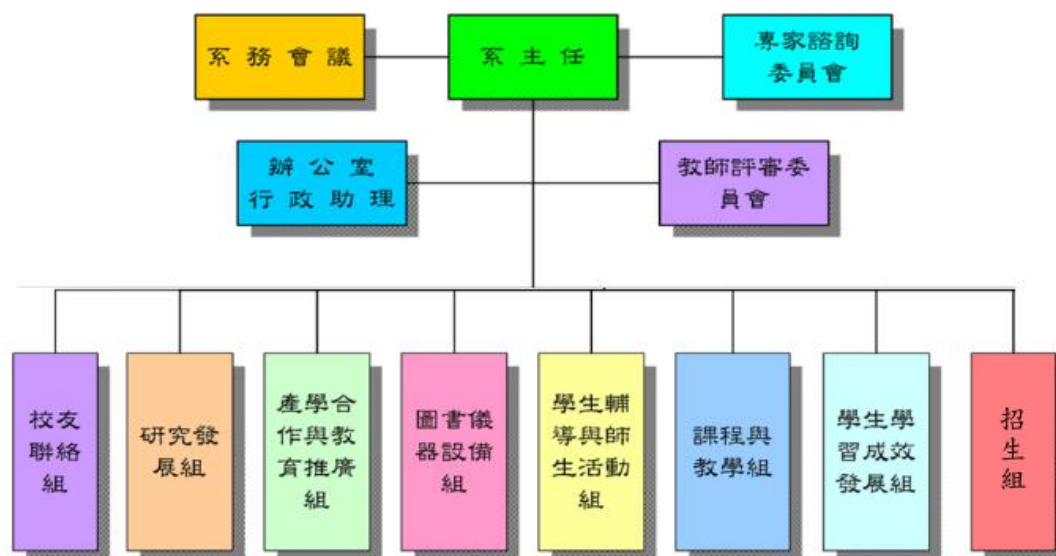 系務會議
系主任
專家諮詢
委員會
辦公室
行政助理
教師評審委
員會
校友
聯絡
組
研究發
展組
產學合
作與教
育推廣
組
圖書儀
器設備
組
學生輔
導與師
生活動
組
課程與
教學組
學生學
習成效
發展組
招
生
組